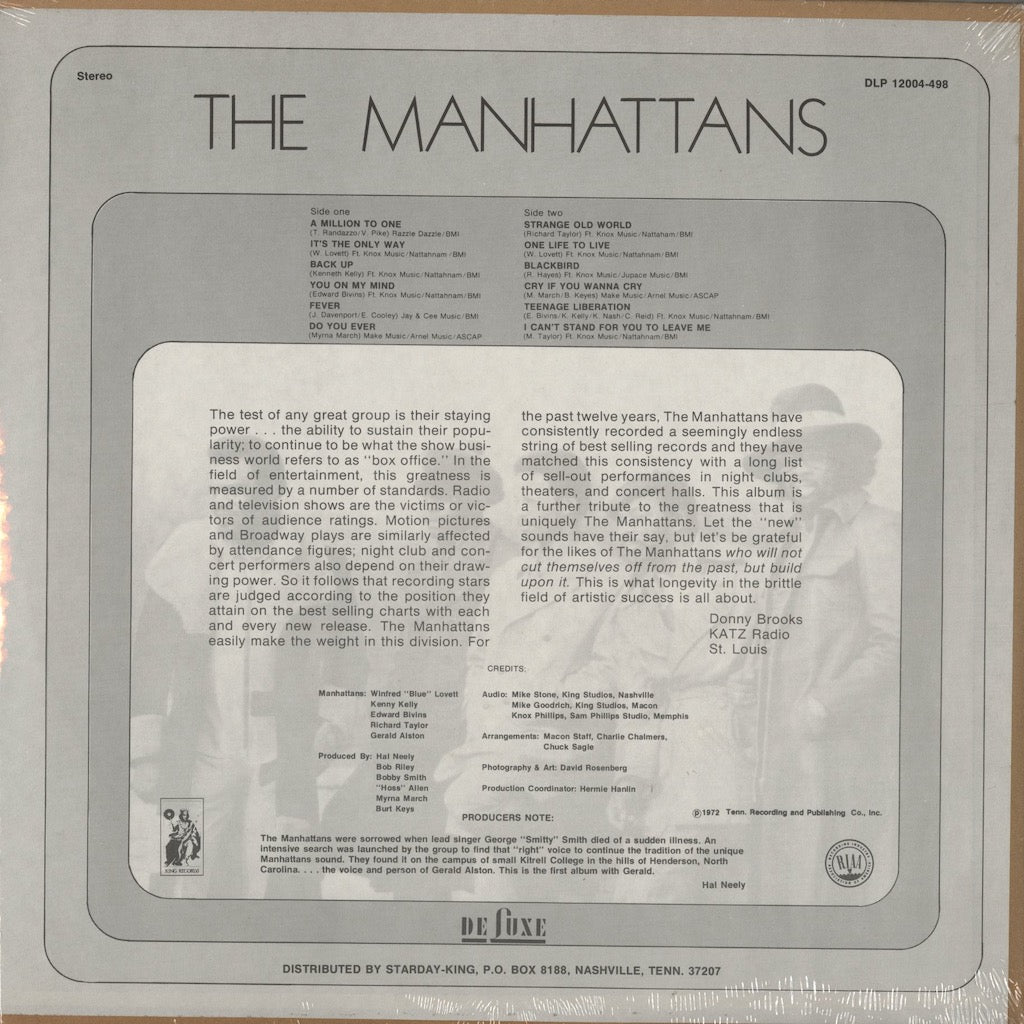 Stereo
DLP 12004-498
THE MANHATTANS
Side one
A MILLION TO ONE
(T. Randazzo/V. Pike) Razzle Dazzle/BMI
IT'S THE ONLY WAY
(W. Lovett) Ft. Knox Music/Nattahnam/BMI
BACK UP
(Kenneth Kelly) Ft. Knox Music/Nattahnam/BMI
YOU ON MY MIND
(Edward Bivins) Ft. Knox Music/Nattahnam/BMI
FEVER
(J. Davenport/E. Cooley) Jay & Cee Music/BMI
DO YOU EVER
(Myrna March) Make Music/Arnel Music/ASCAP
Side two
STRANGE OLD WORLD
(Richard Taylor) Ft. Knox Music/Nattaham/BMI
ONE LIFE TO LIVE
(W. Lovett) Ft. Knox Music/Nattahnam/BMI
BLACKBIRD
(R. Hayes) Ft. Knox Music/Jupace Music/BMI
CRY IF YOU WANNA CRY
(M. March/B. Keyes) Make Music/Arnel Music/ASCAP
TEENAGE LIBERATION
(E. Bivins/K. Kelly/K. Nash/C. Reid) Ft. Knox Music/Nattahnam/BMI
I CAN'T STAND FOR YOU TO LEAVE ME
(M. Taylor) Ft. Knox Music/Nattahnam/BMI
The test of any great group is their staying
power . . . the ability to sustain their popu-
larity; to continue to be what the show busi-
ness world refers to as "box office." In the
field of entertainment, this greatness is
measured by a number of standards. Radio
and television shows are the victims or vic-
tors of audience ratings. Motion pictures
and Broadway plays are similarly affected
by attendance figures; night club and con-
cert performers also depend on their draw-
ing power. So it follows that recording stars
are judged according to the position they
attain on the best selling charts with each
and every new release. The Manhattans
easily make the weight in this division. For
the past twelve years, The Manhattans have
consistently recorded a seemingly endless
string of best selling records and they have
matched this consistency with a long list
of sell-out performances in night clubs,
theaters, and concert halls. This album is
a further tribute to the greatness that is
uniquely The Manhattans. Let the "new"
sounds have their say, but let's be grateful
for the likes of The Manhattans who will not
cut themselves off from the past, but build
upon it. This is what longevity in the brittle
field of artistic success is all about.
Donny Brooks
KATZ Radio
St. Louis
CREDITS:
Manhattans: Winfred "Blue" Lovett
Kenny Kelly
Edward Bivins
Richard Taylor
Gerald Alston
Produced By: Hal Neely
Bob Riley
Bobby Smith
"Hoss" Allen
Myrna March
Burt Keys
Audio: Mike Stone, King Studios, Nashville
Mike Goodrich, King Studios, Macon
Knox Phillips, Sam Phillips Studio, Memphis
Arrangements: Macon Staff, Charlie Chalmers,
Chuck Sagle
Photography & Art: David Rosenberg
Production Coordinator: Hermie Hanlin
℗1972 Tenn. Recording and Publishing Co., Inc.
PRODUCERS NOTE:
The Manhattans were sorrowed when lead singer George "Smitty" Smith died of a sudden illness. An
intensive search was launched by the group to find that "right" voice to continue the tradition of the unique
Manhattans sound. They found it on the campus of small Kitrell College in the hills of Henderson, North
Carolina. . . . the voice and person of Gerald Alston. This is the first album with Gerald.
Hal Neely
KING RECORDS
RIAA
DE LUXE
DISTRIBUTED BY STARDAY-KING, P.O. BOX 8188, NASHVILLE, TENN. 37207